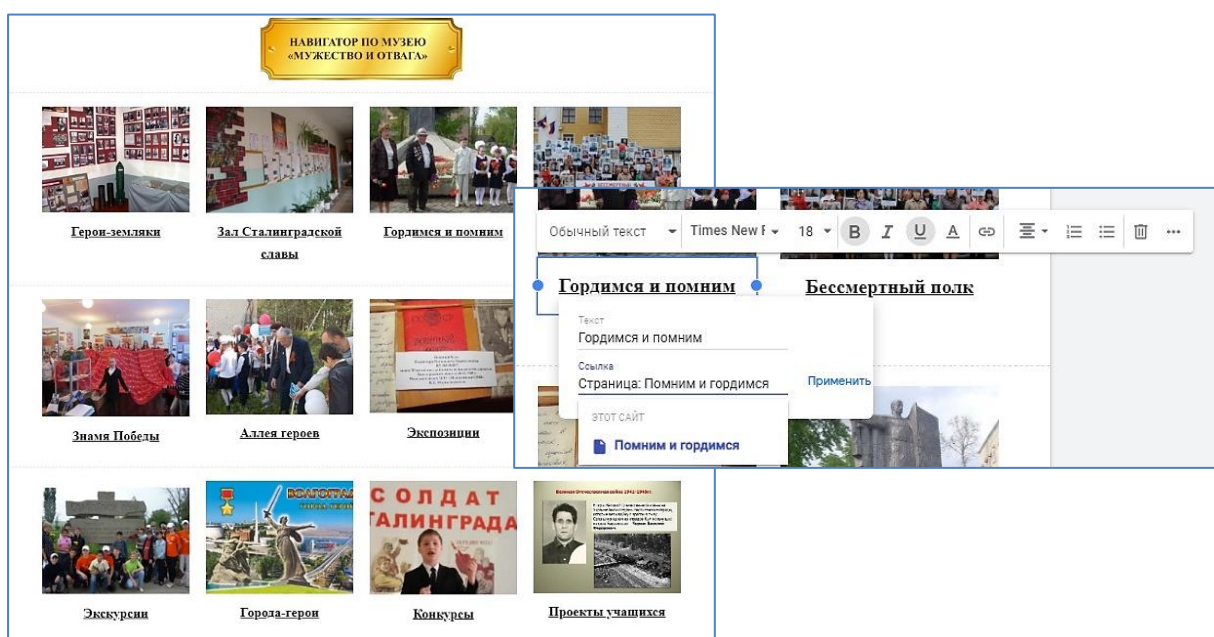 НАВИГАТОР ПО МУЗЕЮ
«МУЖЕСТВО И ОТВАГА»
Герои-земляки
Зал Сталинградской
славы
Гордимся и помним
Знамя Победы
Аллея героев
Экспозиции
ВОЛГОГРАД
СОЛДАТ
СТАЛИНГРАДА
Экскурсии
Города-герои
Конкурсы
Проекты учащихся
Обычный текст
Times New F
18
B I U A
Гордимся и помним
Бессмертный полк
Текст
Гордимся и помним
Ссылка
Страница: Помним и гордимся
Применить
ЭТОТ САЙТ
Помним и гордимся